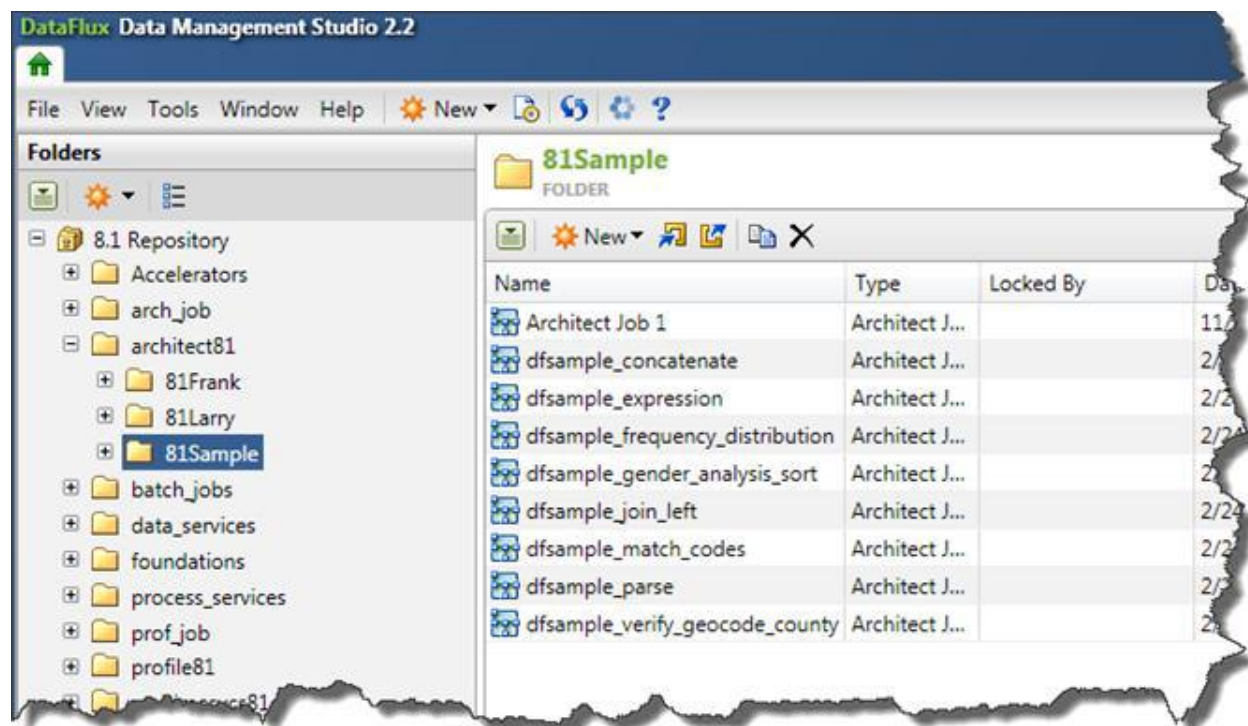 DataFlux Data Management Studio 2.2
File View Tools Window Help New ?
Folders
8.1 Repository
Accelerators
arch_job
architect81
81Frank
81Larry
81Sample
batch_jobs
data_services
foundations
process_services
prof_job
profile81
81Sample
FOLDER
New
Name Type Locked By
Architect Job 1 Architect J...
dfsample_concatenate Architect J...
dfsample_expression Architect J...
dfsample_frequency_distribution Architect J...
dfsample_gender_analysis_sort Architect J...
dfsample_join_left Architect J...
dfsample_match_codes Architect J...
dfsample_parse Architect J...
dfsample_verify_geocode_county Architect J...